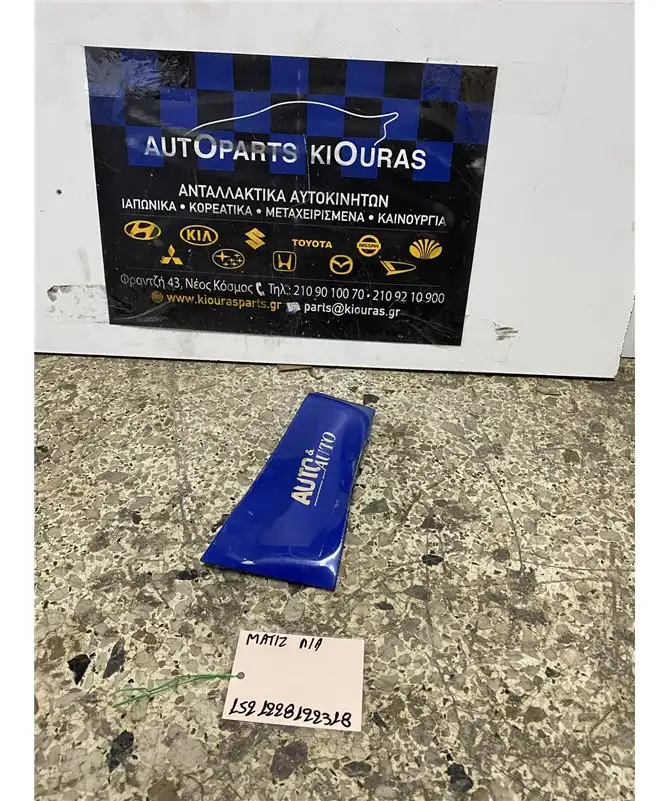 AUTOPARTS KIOURAS
ΑΝΤΑΛΛΑΚΤΙΚΑ ΑΥΤΟΚΙΝΗΤΩΝ
ΙΑΠΩΝΙΚΑ • ΚΟΡΕΑΤΙΚΑ • ΜΕΤΑΧΕΙΡΙΣΜΕΝΑ • ΚΑΙΝΟΥΡΓΙΑ
KIA
TOYOTA
NISSAN
Φραντζή 43, Νέος Κόσμος Τηλ.: 210 90 100 70 • 210 92 10 900
www.kiourasparts.gr parts@kiouras.gr
AUTO &
AUTO
MATIZ Π/Α